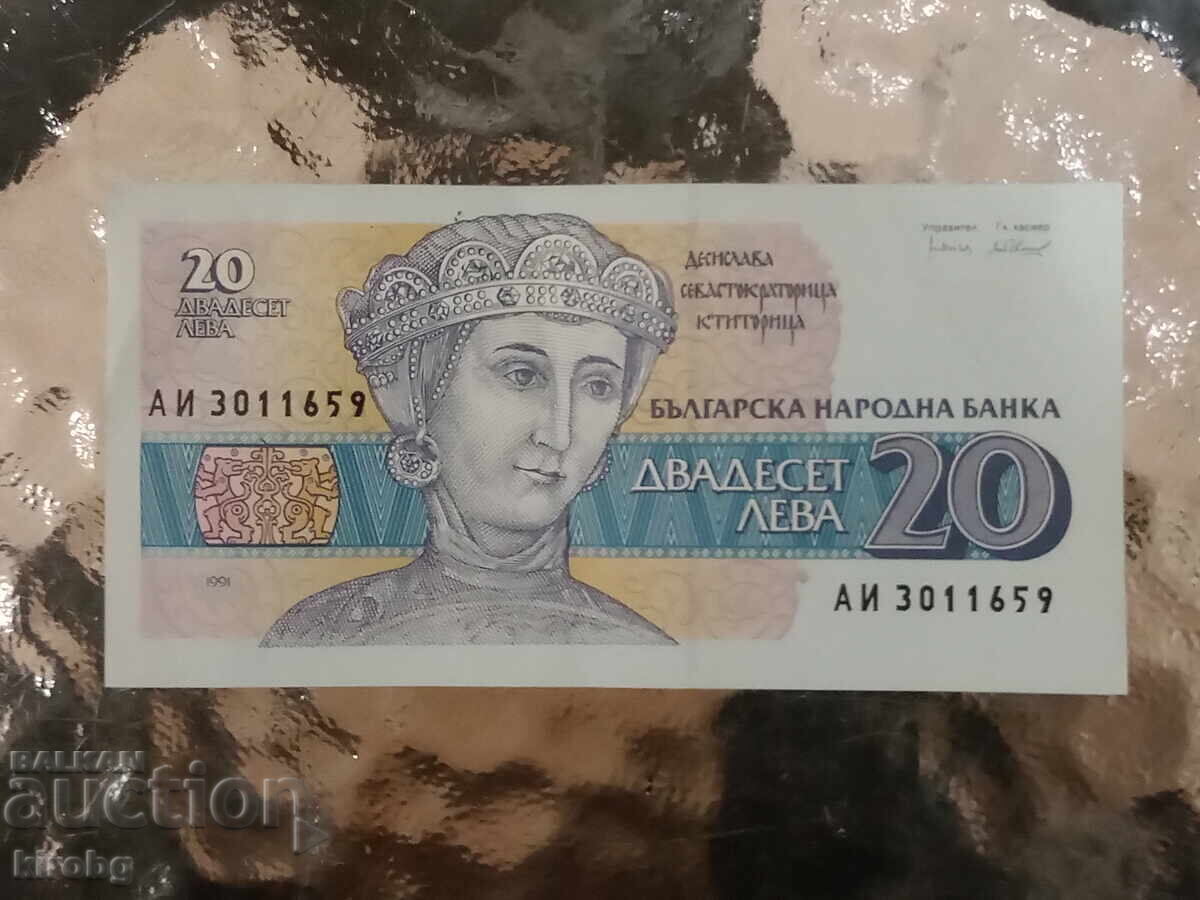 20
ДВАДЕСЕТ
ЛЕВА
ДЕСИСЛАВА
СЕВАСТОКРАТОРИЦА
КТИТОРИЦА
Управител Гл. касиер
АИ 3011659
БЪЛГАРСКА НАРОДНА БАНКА
ДВАДЕСЕТ
ЛЕВА
20
1991
АИ 3011659
BALKAN
auction
kirobg